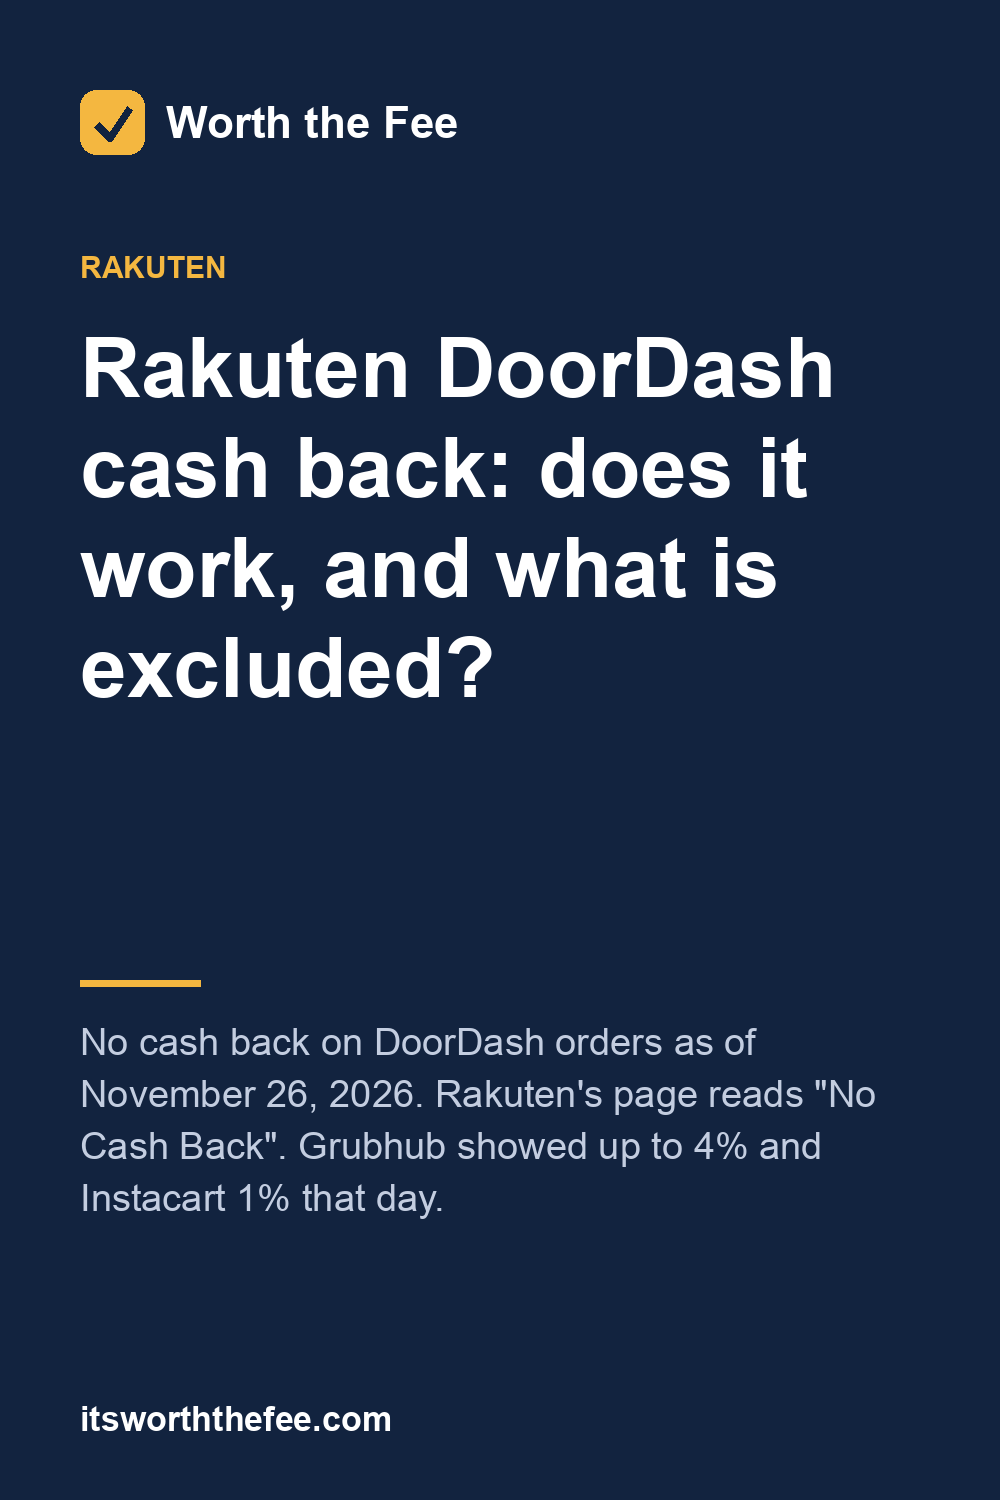 Worth the Fee
RAKUTEN
Rakuten DoorDash
cash back: does it
work, and what is
excluded?
No cash back on DoorDash orders as of
November 26, 2026. Rakuten's page reads "No
Cash Back". Grubhub showed up to 4% and
Instacart 1% that day.
itsworththefee.com